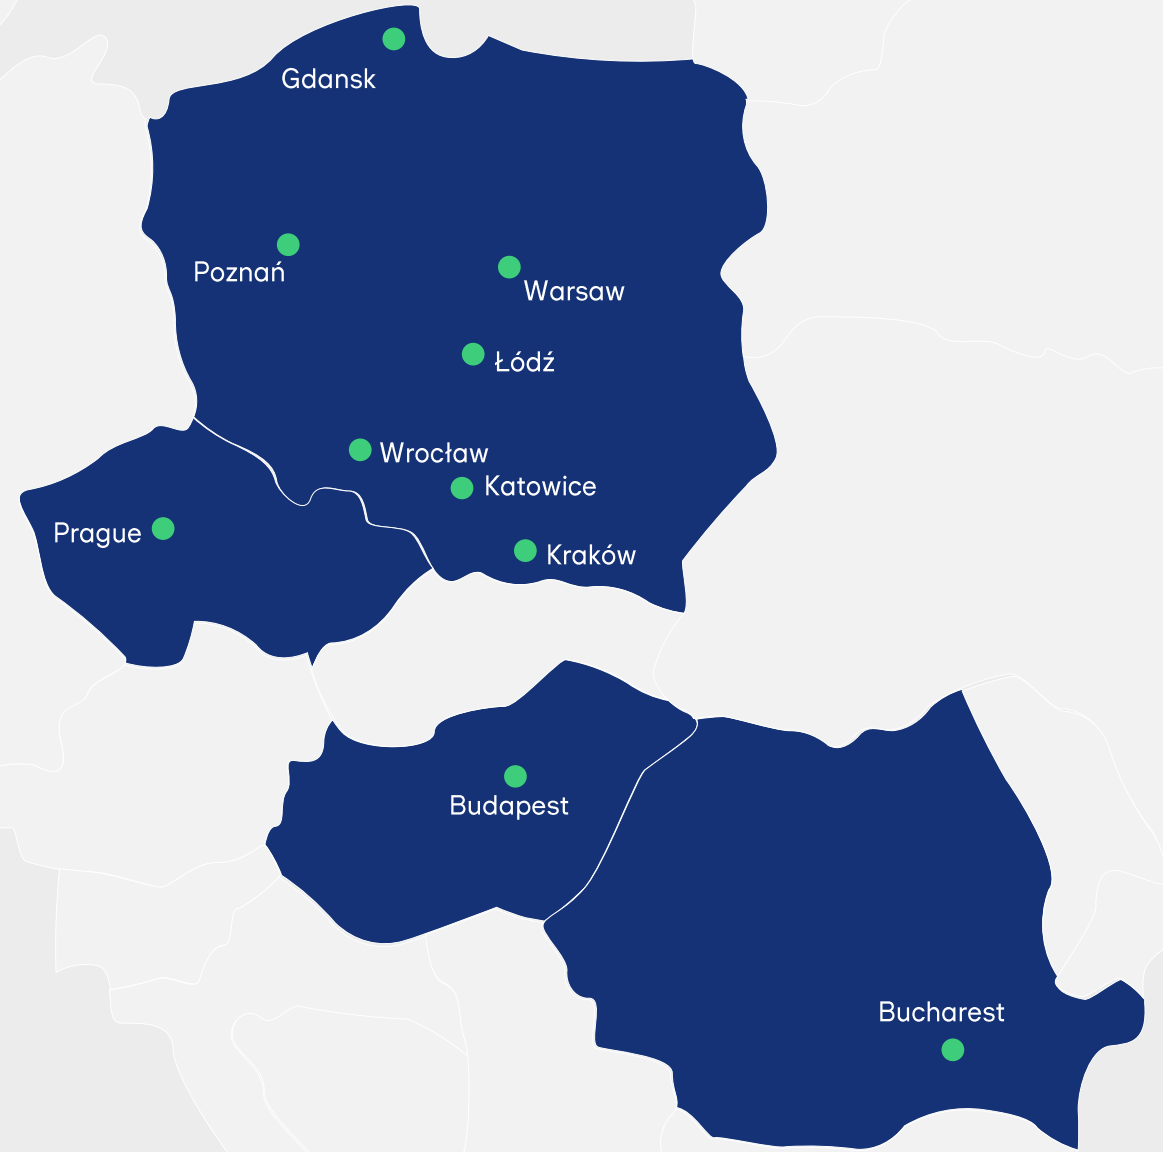 Gdansk
Poznań
Warsaw
Łódź
Wrocław
Katowice
Prague
Kraków
Budapest
Bucharest